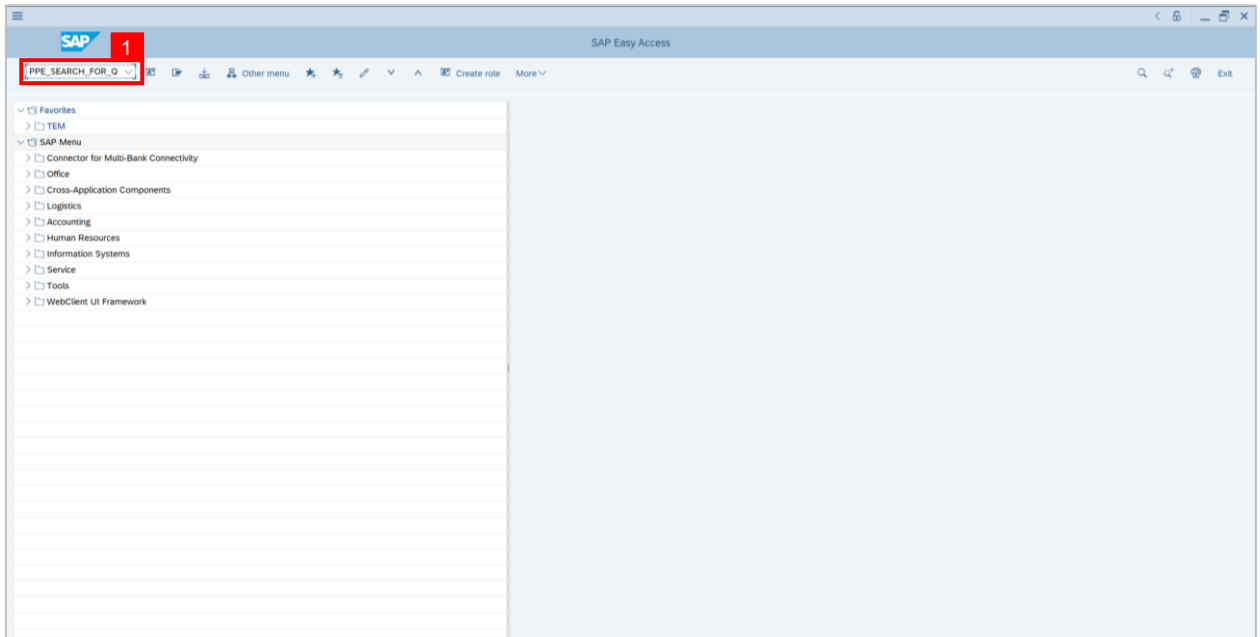 SAP Easy Access
SAP
1
PPE_SEARCH_FOR_Q Other menu Create role More Exit
Favorites
TEM
SAP Menu
Connector for Multi-Bank Connectivity
Office
Cross-Application Components
Logistics
Accounting
Human Resources
Information Systems
Service
Tools
WebClient UI Framework